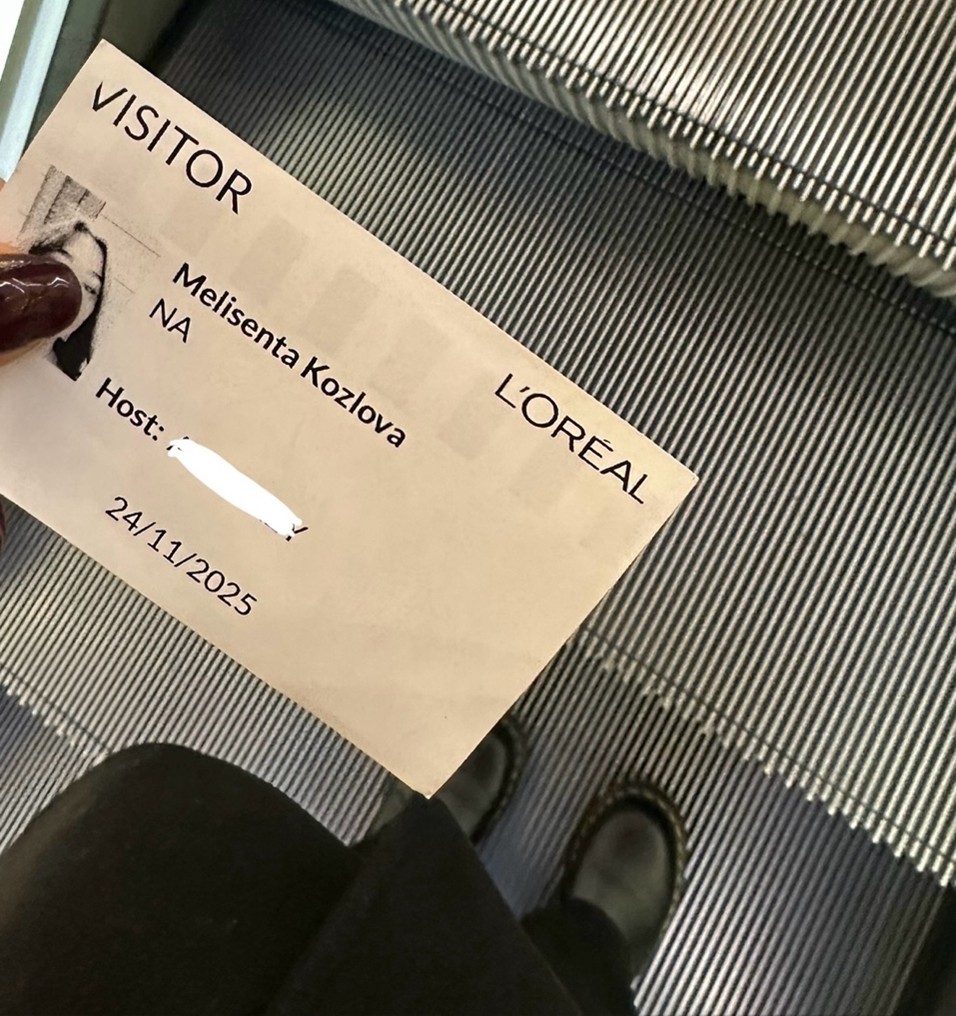 VISITOR
Melisenta Kozlova
NA
L'ORÉAL
Host:
24/11/2025